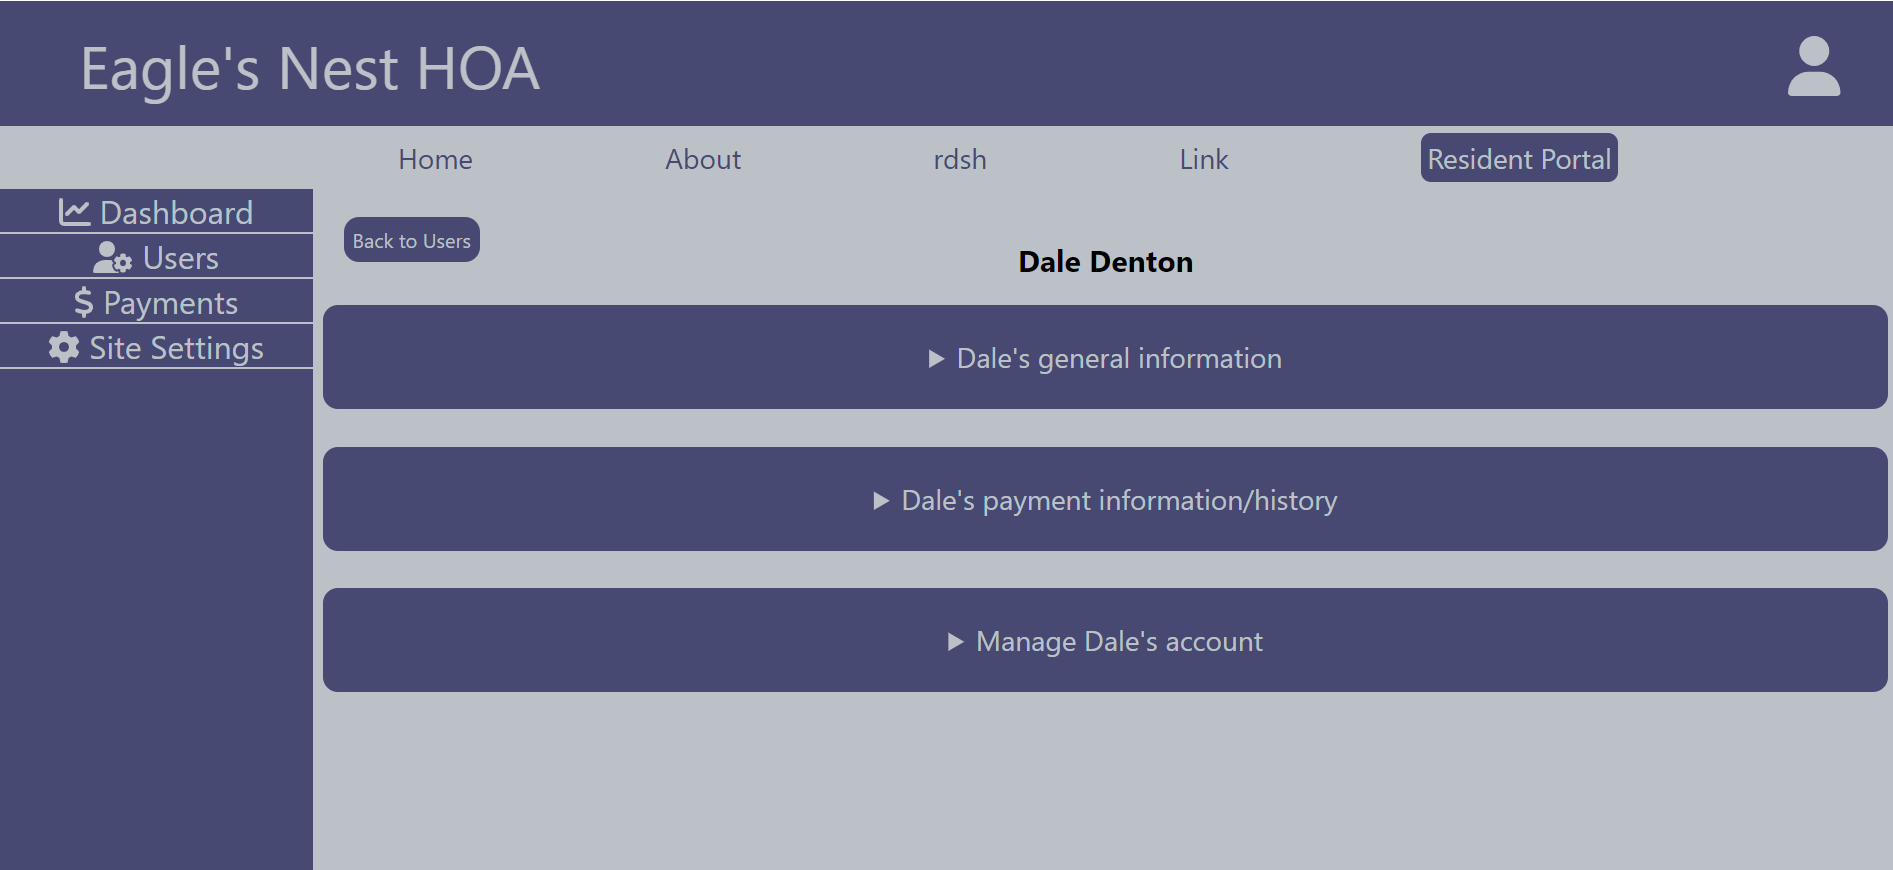 Eagle's Nest HOA
Home About rdsh Link Resident Portal
Dashboard
Users
Payments
Site Settings
Back to Users
Dale Denton
Dale's general information
Dale's payment information/history
Manage Dale's account